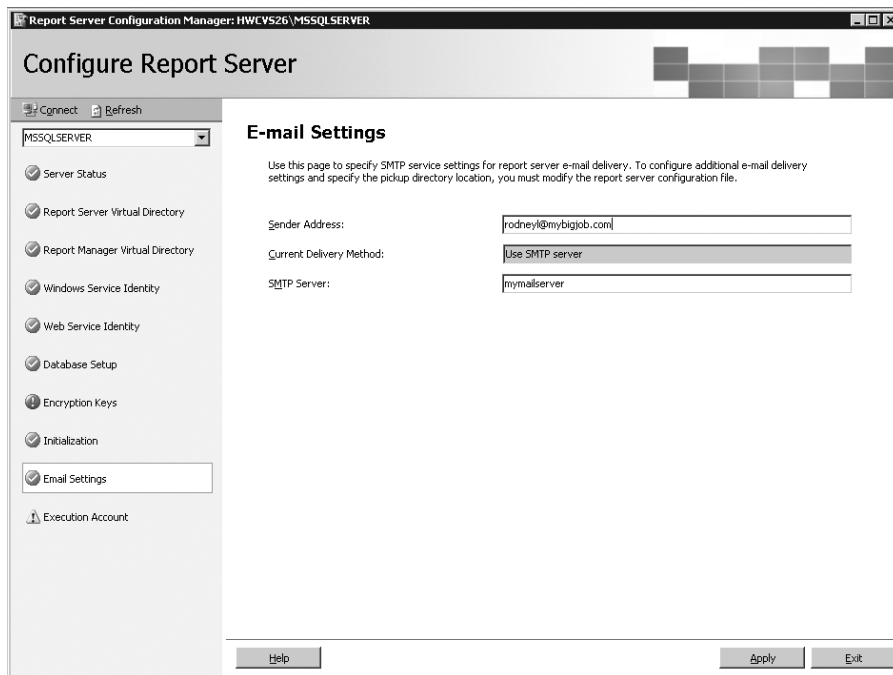 Report Server Configuration Manager: HWCVS26\MSSQLSERVER
Configure Report Server
Connect Refresh
MSSQLSERVER
Server Status
Report Server Virtual Directory
Report Manager Virtual Directory
Windows Service Identity
Web Service Identity
Database Setup
Encryption Keys
Initialization
Email Settings
Execution Account
E-mail Settings
Use this page to specify SMTP service settings for report server e-mail delivery. To configure additional e-mail delivery
settings and specify the pickup directory location, you must modify the report server configuration file.
Sender Address: rodneyl@mybigjob.com
Current Delivery Method: Use SMTP server
SMTP Server: mymailserver
Help Apply Exit